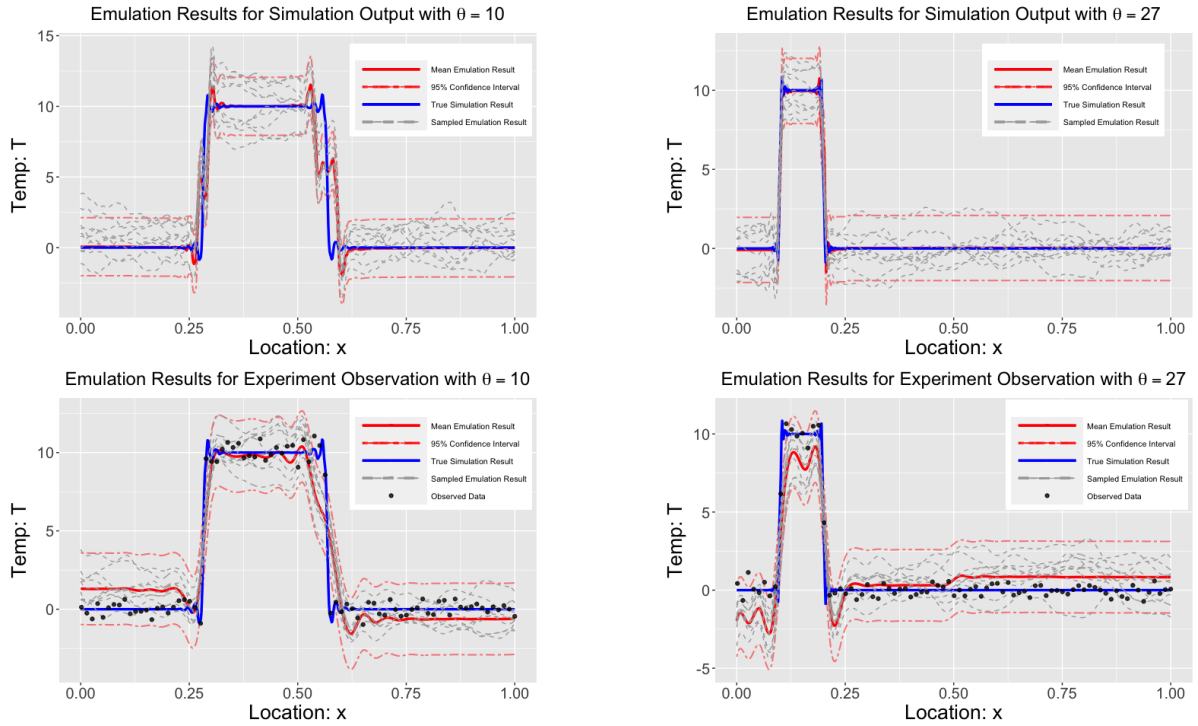 Emulation Results for Simulation Output with θ = 10
Temp: T
15
10
5
0
Mean Emulation Result
95% Confidence Interval
True Simulation Result
Sampled Emulation Result
0.00 0.25 0.50 0.75 1.00
Location: x
Emulation Results for Simulation Output with θ = 27
Temp: T
10
5
0
Mean Emulation Result
95% Confidence Interval
True Simulation Result
Sampled Emulation Result
0.00 0.25 0.50 0.75 1.00
Location: x
Emulation Results for Experiment Observation with θ = 10
Temp: T
10
5
0
Mean Emulation Result
95% Confidence Interval
True Simulation Result
Sampled Emulation Result
Observed Data
0.00 0.25 0.50 0.75 1.00
Location: x
Emulation Results for Experiment Observation with θ = 27
Temp: T
10
5
0
-5
Mean Emulation Result
95% Confidence Interval
True Simulation Result
Sampled Emulation Result
Observed Data
0.00 0.25 0.50 0.75 1.00
Location: x